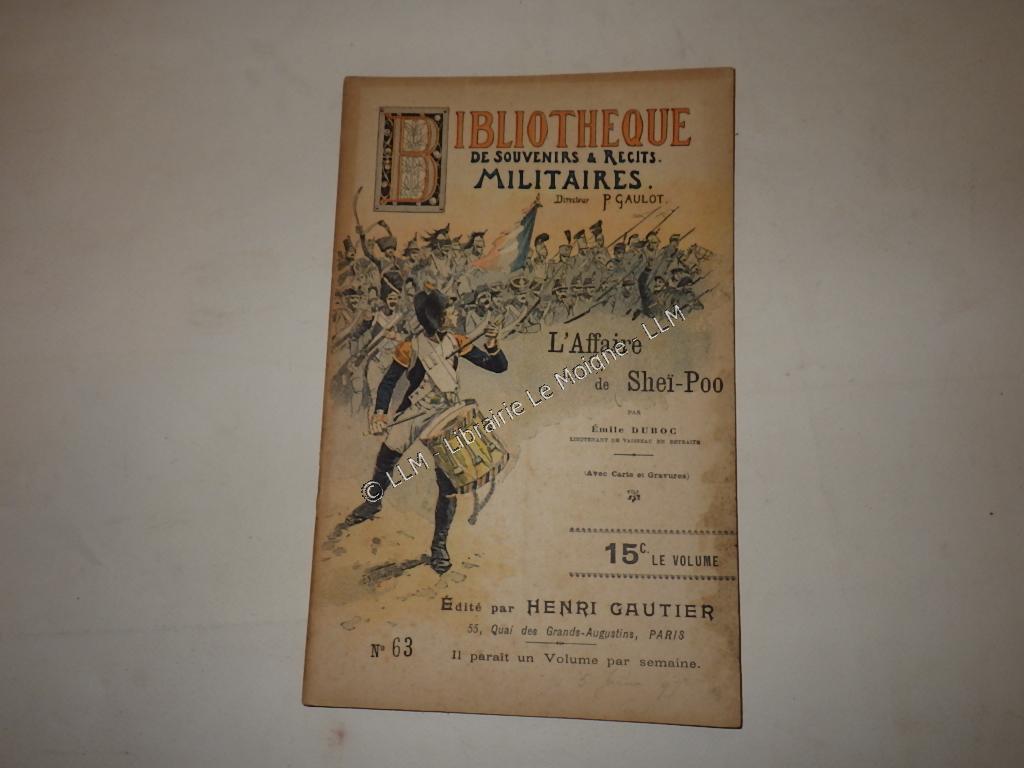 BIBLIOTHEQUE
DE SOUVENIRS & RECITS.
MILITAIRES.
Directeur P GAULOT.
L'Affaire
de Sheï-Poo
PAR
Émile DUBOC
LIEUTENANT DE VAISSEAU EN RETRAITE
(Avec Carte et Gravures)
15C. LE VOLUME
Édité par HENRI GAUTIER
55, Quai des Grands-Augustins, PARIS
N° 63
Il paraît un Volume par semaine.
© LLM - Librairie Le Moigne - LLM